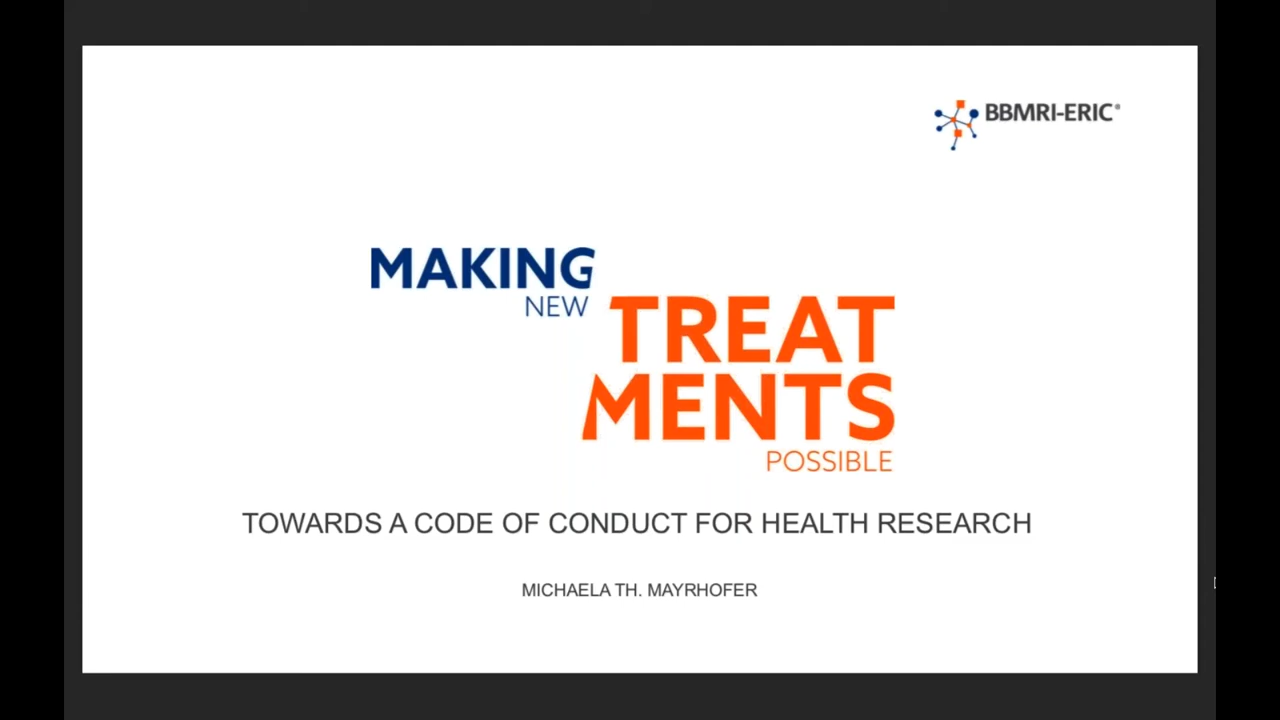 BBMRI-ERIC®
MAKING
NEW
TREAT
MENTS
POSSIBLE
TOWARDS A CODE OF CONDUCT FOR HEALTH RESEARCH
MICHAELA TH. MAYRHOFER